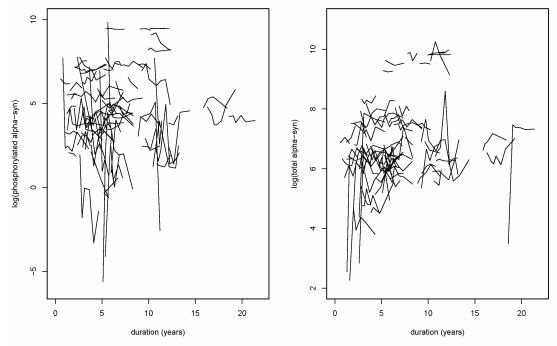 log(phosphorylated alpha−syn)
10
5
0
−5
0 5 10 15 20
duration (years)
log(total alpha−syn)
10
8
6
4
2
0 5 10 15 20
duration (years)